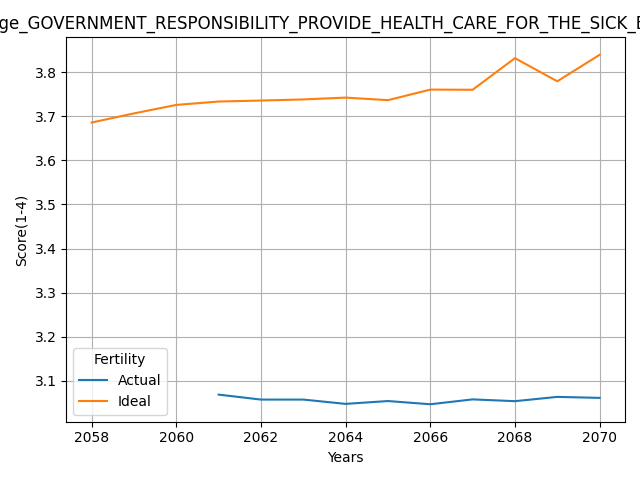 ge_GOVERNMENT_RESPONSIBILITY_PROVIDE_HEALTH_CARE_FOR_THE_SICK_E
3.8
3.7
3.6
3.5
3.4
3.3
3.2
3.1
Score(1-4)
Fertility
Actual
Ideal
2058 2060 2062 2064 2066 2068 2070
Years